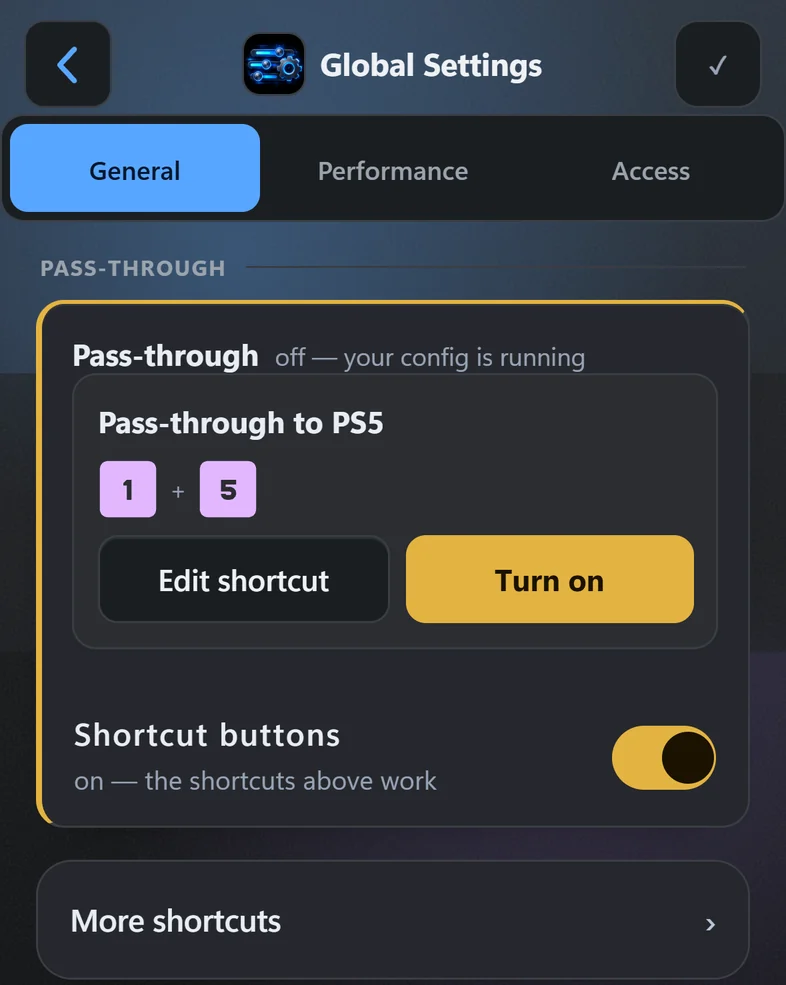 Global Settings
✓
General Performance Access
PASS-THROUGH
Pass-through off — your config is running
Pass-through to PS5
1 + 5
Edit shortcut Turn on
Shortcut buttons
on — the shortcuts above work
More shortcuts ›